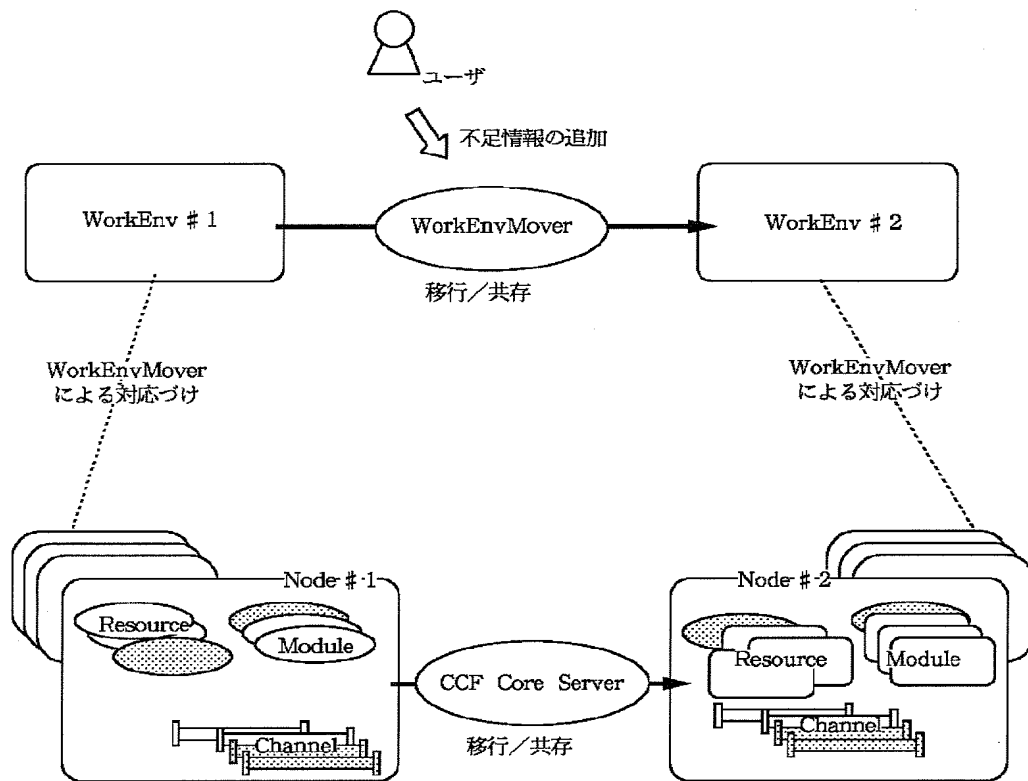 ユーザ
不足情報の追加
WorkEnv ＃1
WorkEnvMover
WorkEnv ＃2
移行／共存
WorkEnvMover
による対応づけ
WorkEnvMover
による対応づけ
Node＃1
Resource
Module
Channel
CCF Core Server
移行／共存
Node＃2
Resource
Module
Channel